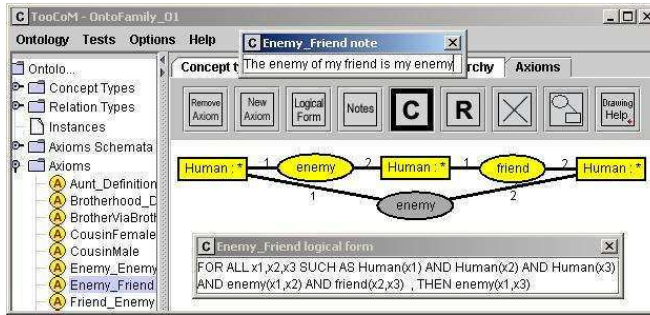 TooCoM - OntoFamily_01
Ontology Tests Options Help
C Enemy_Friend note
The enemy of my friend is my enemy
Ontolo...
Concept Types
Relation Types
Instances
Axioms Schemata
Axioms
A Aunt_Definition
A Brotherhood_D
A BrotherViaBrot
A CousinFemale
A CousinMale
A Enemy_Enemy
A Enemy_Friend
A Friend_Enemy
Concept t
rchy
Axioms
Remove
Axiom
New
Axiom
Logical
Form
Notes
C
R
Drawing
Help
Human : * 1 enemy 2 Human : * 1 friend 2 Human : *
1 enemy 2
C Enemy_Friend logical form
FOR ALL x1,x2,x3 SUCH AS Human(x1) AND Human(x2) AND Human(x3)
AND enemy(x1,x2) AND friend(x2,x3) , THEN enemy(x1,x3)